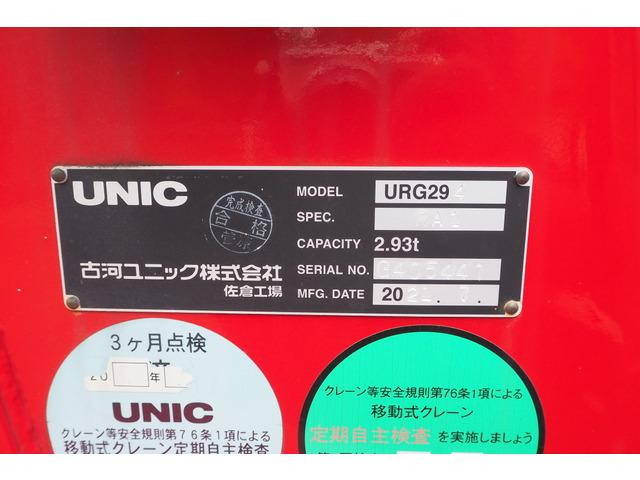 UNIC
完成検査
合格
MODEL URG294
SPEC.
CAPACITY 2.93t
SERIAL NO. G405441
MFG. DATE 2021. 7.
古河ユニック株式会社
佐倉工場
3ヶ月点検
20 年
UNIC
クレーン等安全規則第76条1項による
移動式クレーン定期自主検査
クレーン等安全規則第76条1項による
移動式クレーン
定期自主検査 を実施しましょう